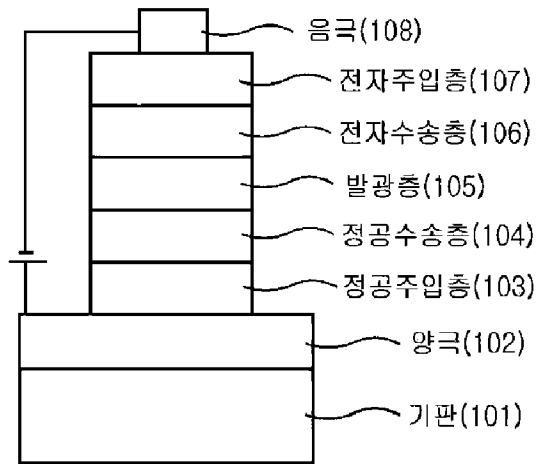 음극(108)
전자주입층(107)
전자수송층(106)
발광층(105)
정공수송층(104)
정공주입층(103)
양극(102)
기판(101)